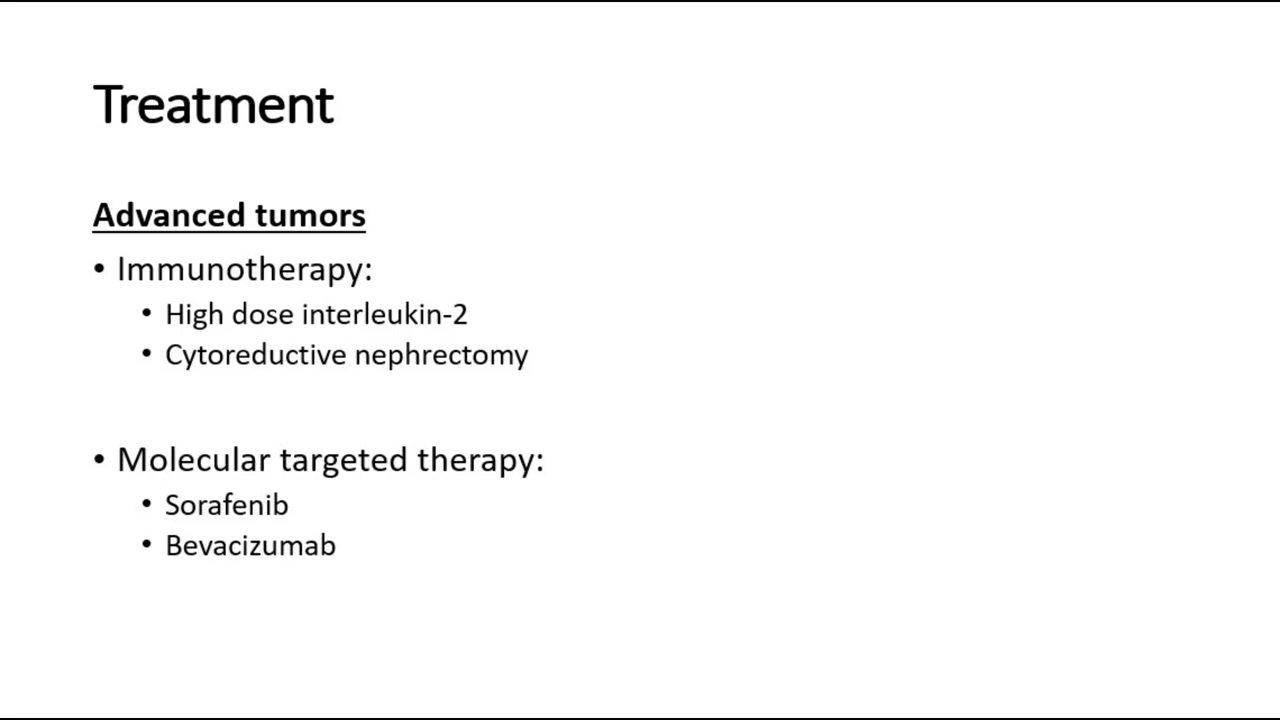 Treatment
Advanced tumors
• Immunotherapy:
• High dose interleukin-2
• Cytoreductive nephrectomy
• Molecular targeted therapy:
• Sorafenib
• Bevacizumab